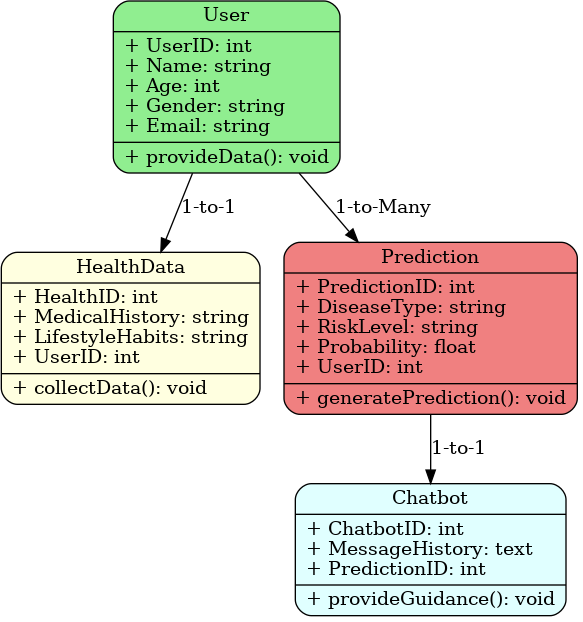 User
+ UserID: int
+ Name: string
+ Age: int
+ Gender: string
+ Email: string
+ provideData(): void
1-to-1
1-to-Many
HealthData
+ HealthID: int
+ MedicalHistory: string
+ LifestyleHabits: string
+ UserID: int
+ collectData(): void
Prediction
+ PredictionID: int
+ DiseaseType: string
+ RiskLevel: string
+ Probability: float
+ UserID: int
+ generatePrediction(): void
1-to-1
Chatbot
+ ChatbotID: int
+ MessageHistory: text
+ PredictionID: int
+ provideGuidance(): void